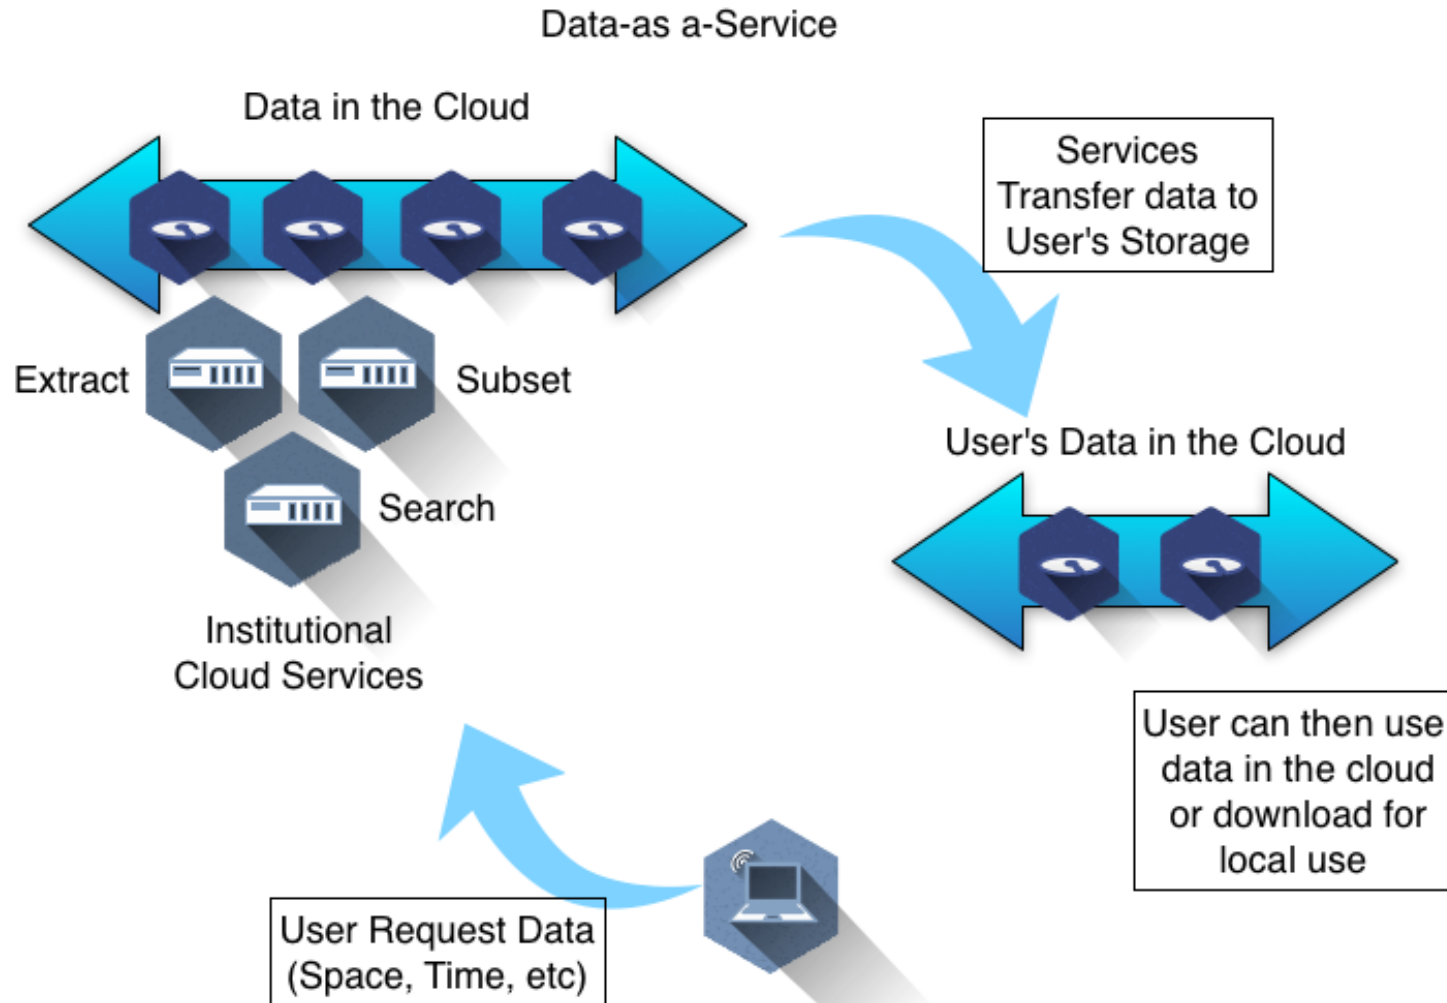 Data-as a-Service
Data in the Cloud
Services
Transfer data to
User's Storage
Extract
Subset
Search
User's Data in the Cloud
Institutional
Cloud Services
User can then use
data in the cloud
or download for
local use
User Request Data
(Space, Time, etc)